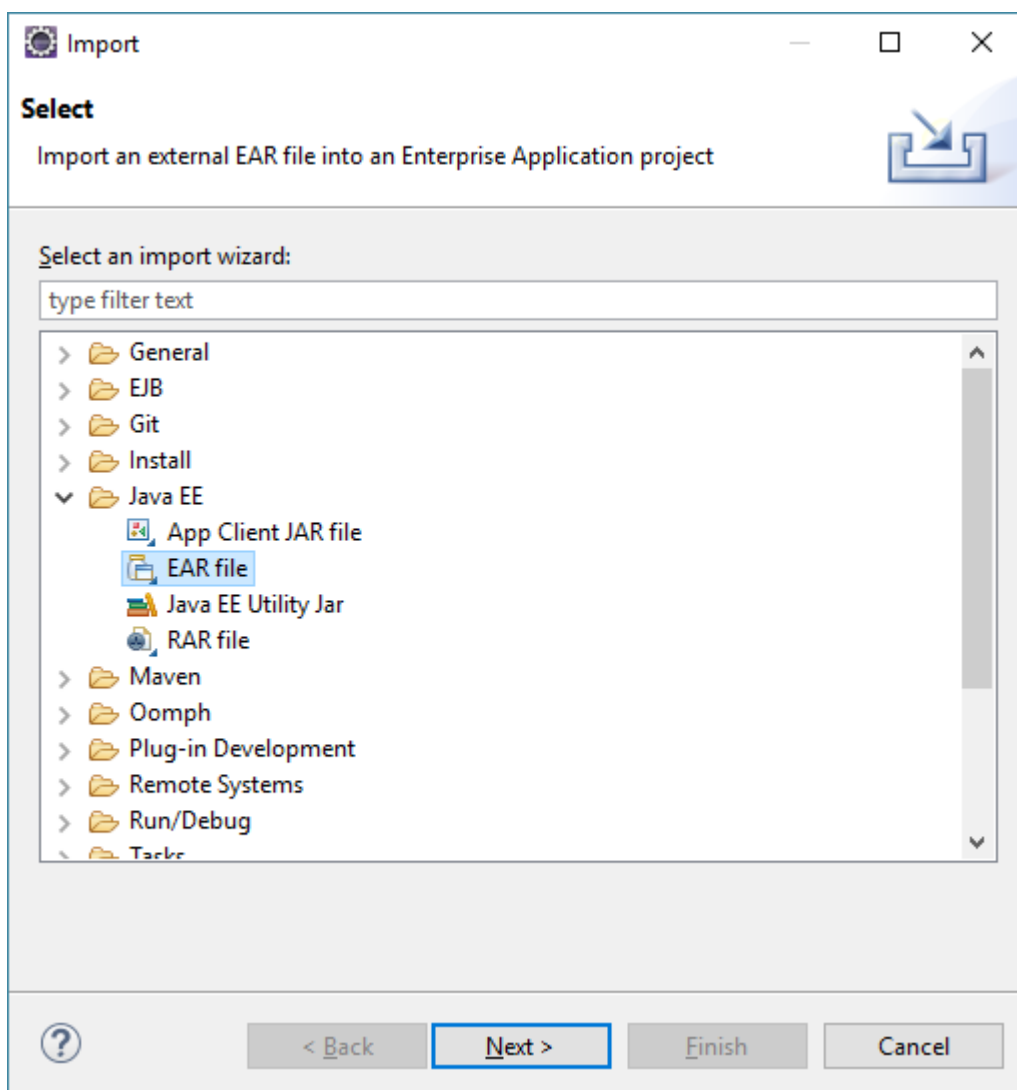 Import
Select
Import an external EAR file into an Enterprise Application project
Select an import wizard:
type filter text
General
EJB
Git
Install
Java EE
App Client JAR file
EAR file
Java EE Utility Jar
RAR file
Maven
Oomph
Plug-in Development
Remote Systems
Run/Debug
Tasks
?
< Back
Next >
Finish
Cancel